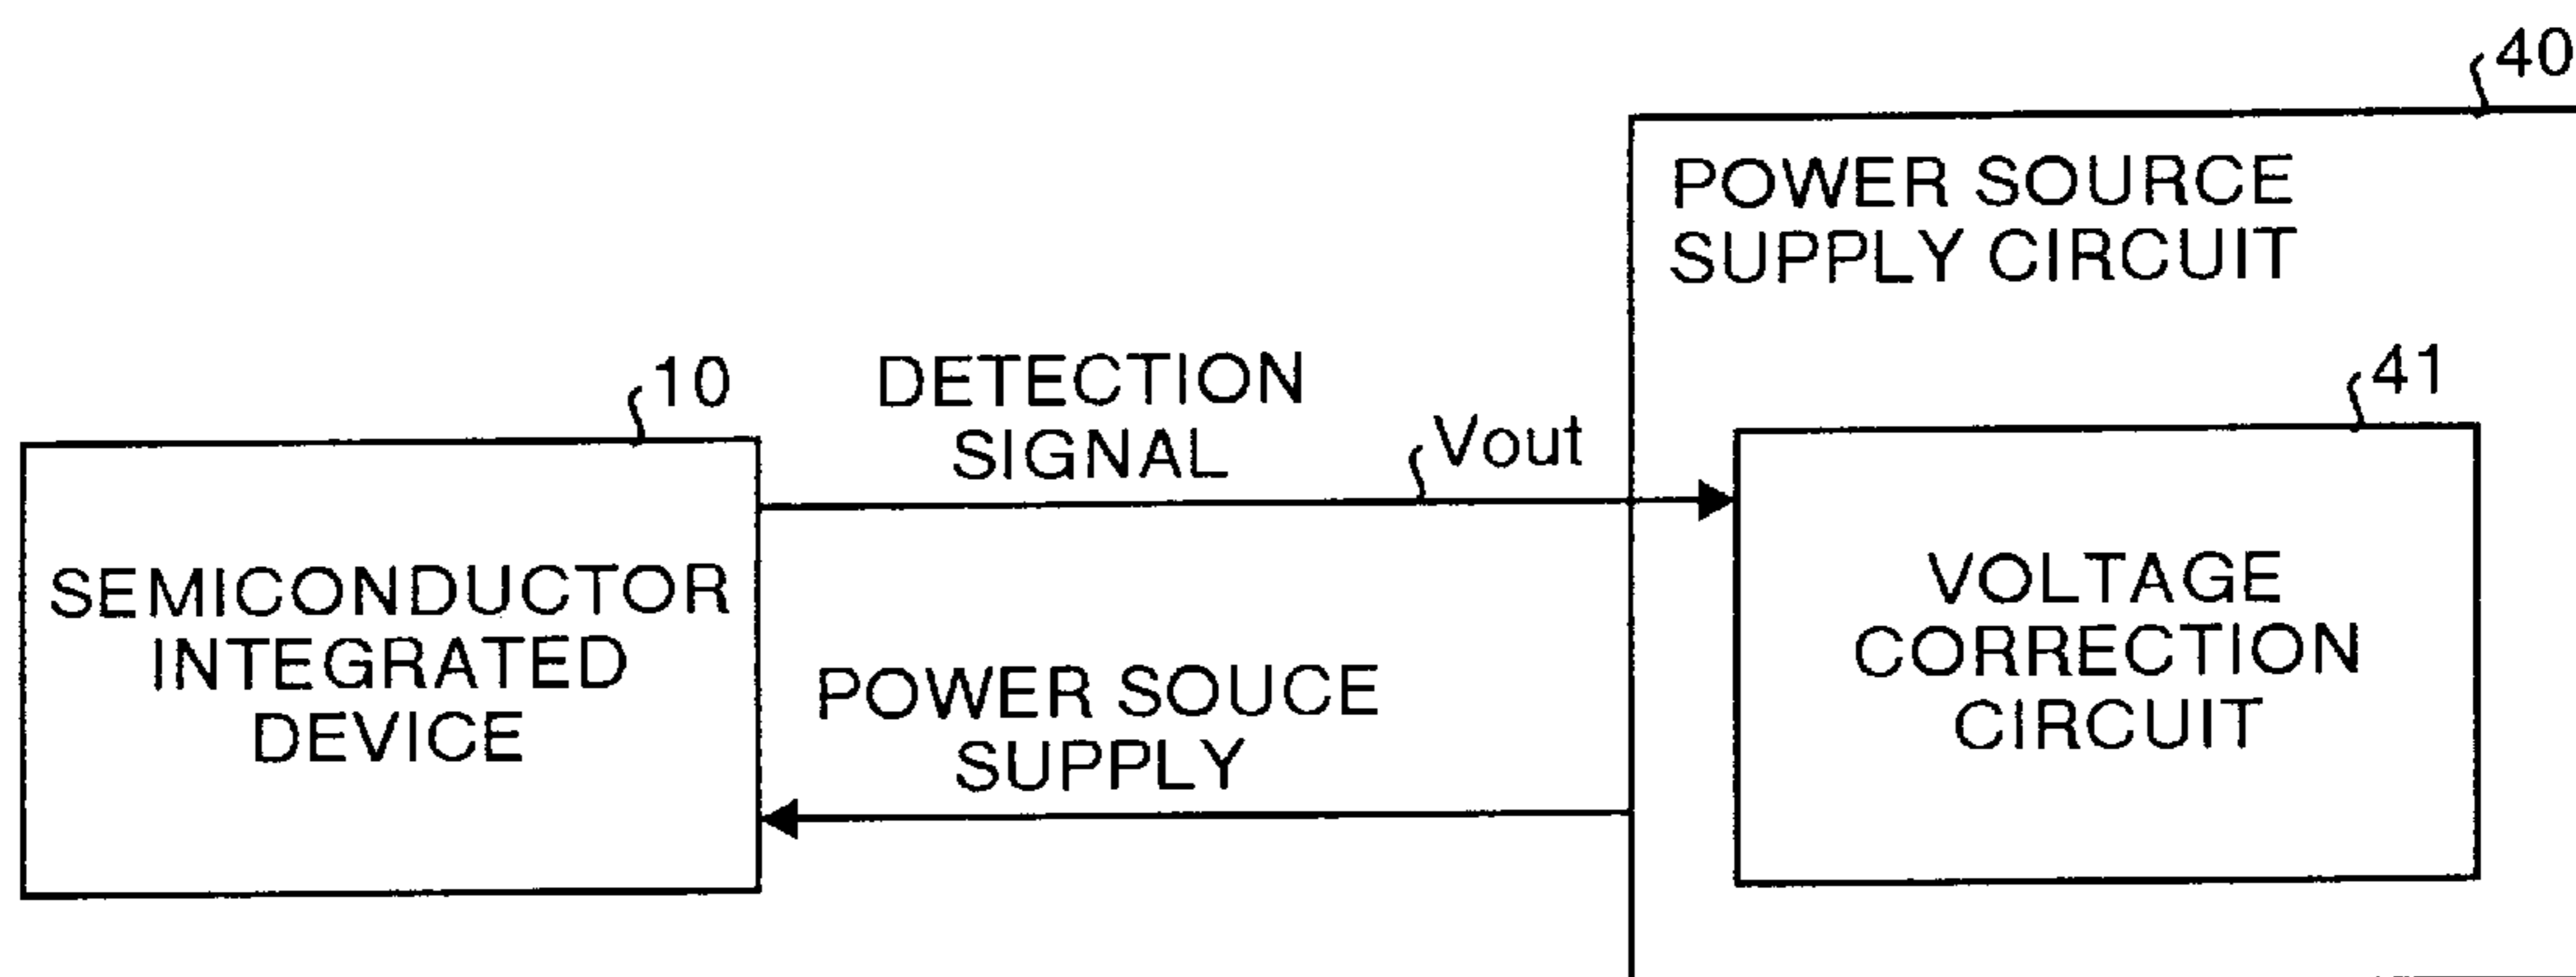 40
POWER SOURCE
SUPPLY CIRCUIT
10
DETECTION
SIGNAL
Vout
41
SEMICONDUCTOR
INTEGRATED
DEVICE
POWER SOUCE
SUPPLY
VOLTAGE
CORRECTION
CIRCUIT